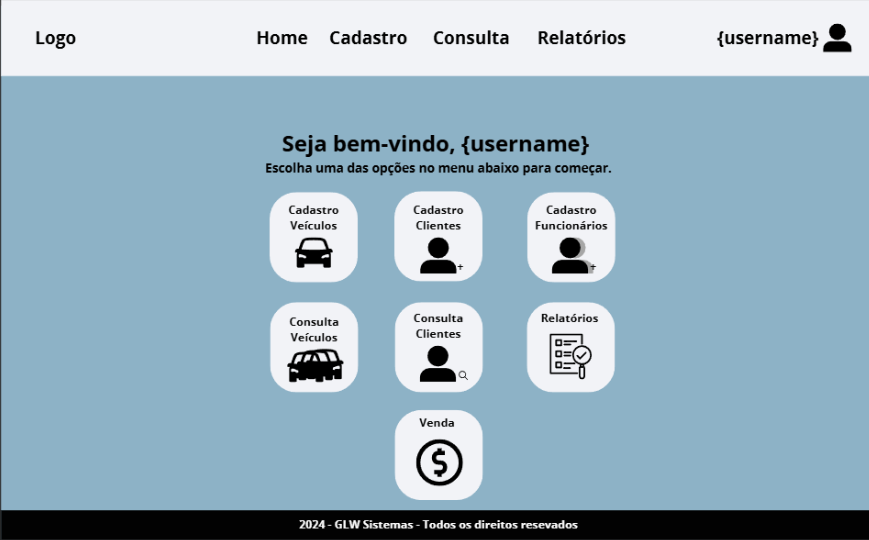 Logo
Home
Cadastro
Consulta
Relatórios
{username}
Seja bem-vindo, {username}
Escolha uma das opções no menu abaixo para começar.
Cadastro
Veículos
Cadastro
Clientes
Cadastro
Funcionários
Consulta
Veículos
Consulta
Clientes
Relatórios
Venda
2024 - GLW Sistemas - Todos os direitos resevados